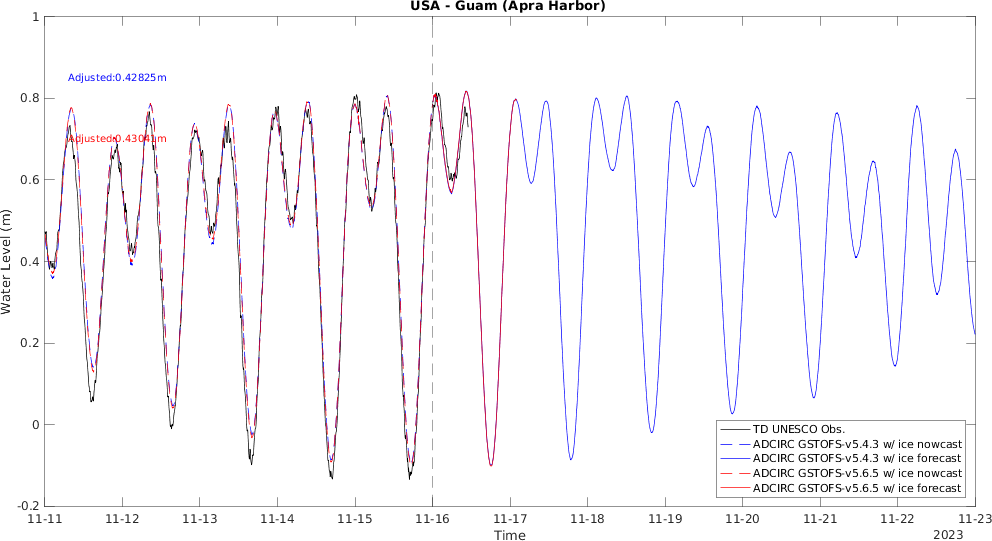 USA - Guam (Apra Harbor)
1
0.8
0.6
0.4
0.2
0
-0.2
Water Level (m)
Adjusted:0.42825m
TD UNESCO Obs.
ADCIRC GSTOFS-v5.4.3 w/ ice nowcast
ADCIRC GSTOFS-v5.4.3 w/ ice forecast
ADCIRC GSTOFS-v5.6.5 w/ ice nowcast
ADCIRC GSTOFS-v5.6.5 w/ ice forecast
11-11 11-12 11-13 11-14 11-15 11-16 11-17 11-18 11-19 11-20 11-21 11-22 11-23
Time
2023